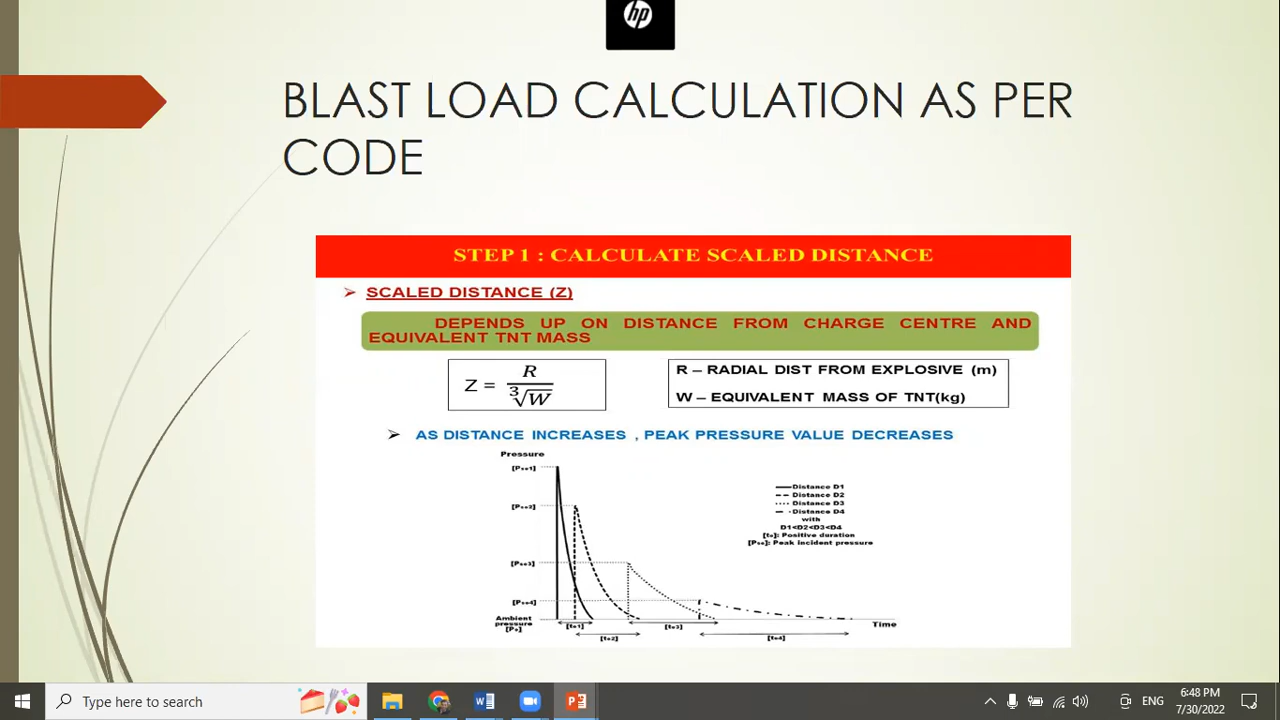 hp
BLAST LOAD CALCULATION AS PER
CODE
STEP 1 : CALCULATE SCALED DISTANCE
➢ SCALED DISTANCE (Z)
DEPENDS UP ON DISTANCE FROM CHARGE CENTRE AND
EQUIVALENT TNT MASS
Z = R / ∛W
R – RADIAL DIST FROM EXPLOSIVE (m)
W – EQUIVALENT MASS OF TNT(kg)
➢ AS DISTANCE INCREASES , PEAK PRESSURE VALUE DECREASES
Pressure
Distance D1
Distance D2
Distance D3
Distance D4
with
D1<D2<D3<D4
: Positive duration
: Peak incident pressure
Ambient
pressure
Time
Type here to search
ENG
6:48 PM
7/30/2022